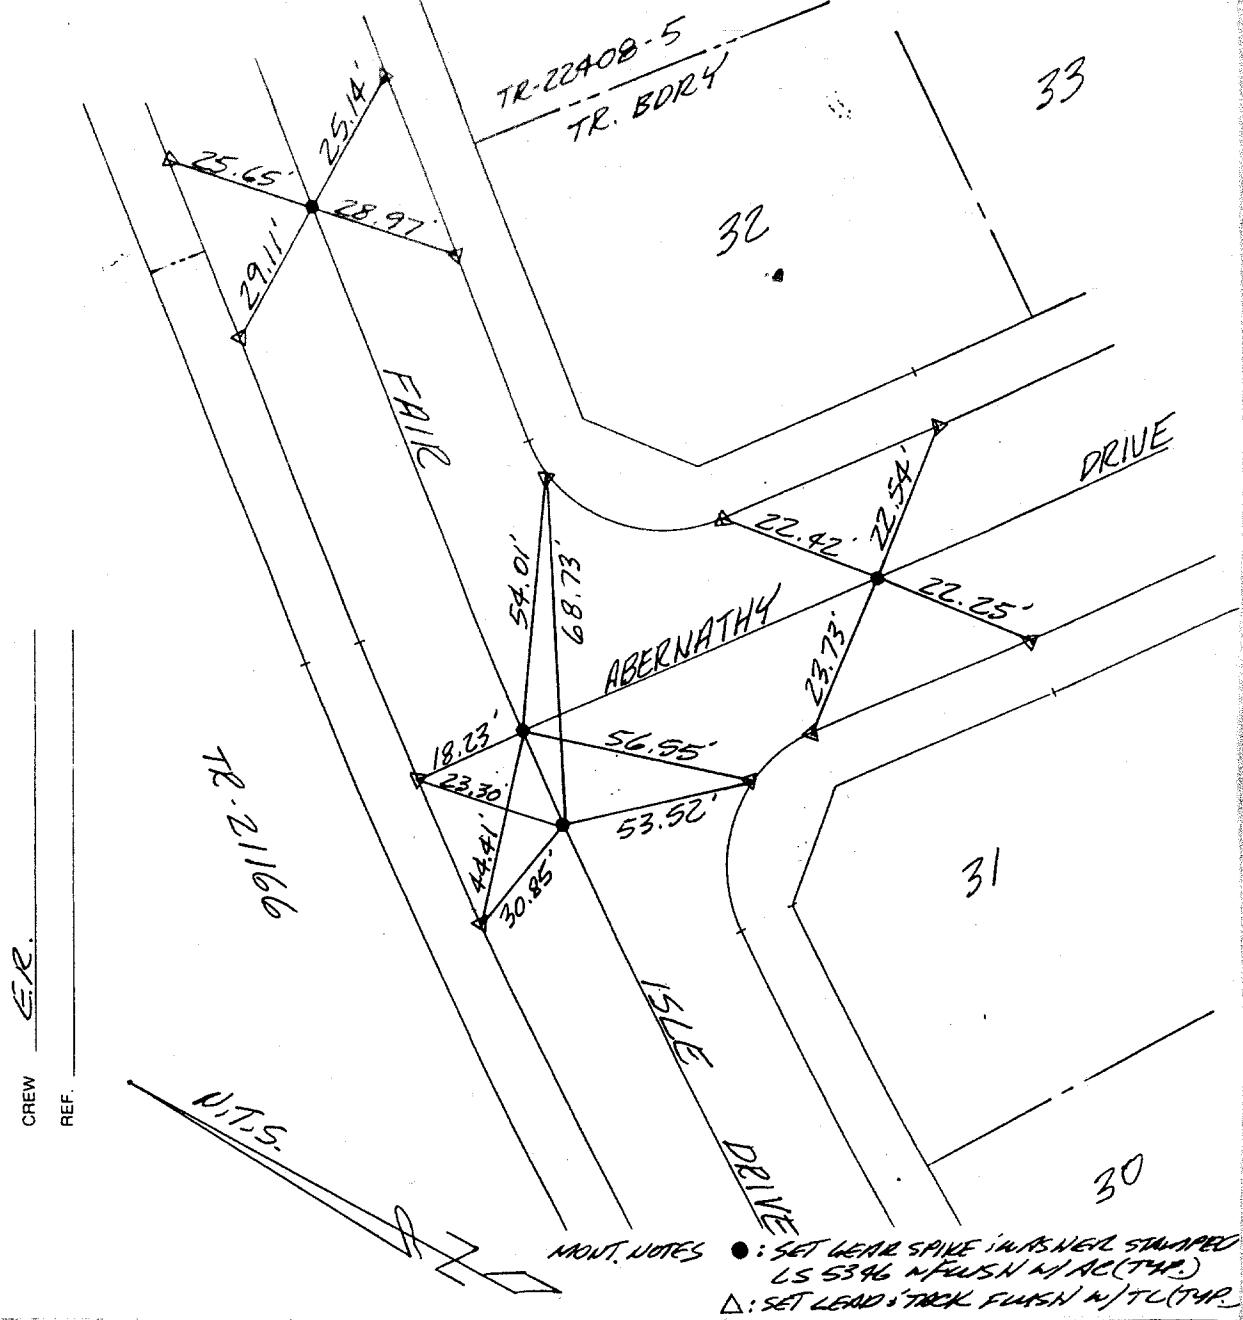 TR-22408-5
TR. BDRY
33
32
25.14'
25.65'
28.97'
29.11'
FAIR
DRIVE
22.54'
22.42'
22.25'
54.01'
68.73'
ABERNATHY
23.73'
18.23'
56.55'
23.30'
53.52'
44.41'
30.85'
TR-21166
31
CREW E.R.
REF.
ISLE
N.T.S.
DRIVE
30
N
MONT. NOTES
●: SET GEAR SPIKE & WASHER STAMPED
LS 5346 FLUSH W/ AC (TYP.)
△: SET LEAD & TACK FLUSH W/ TC (TYP.